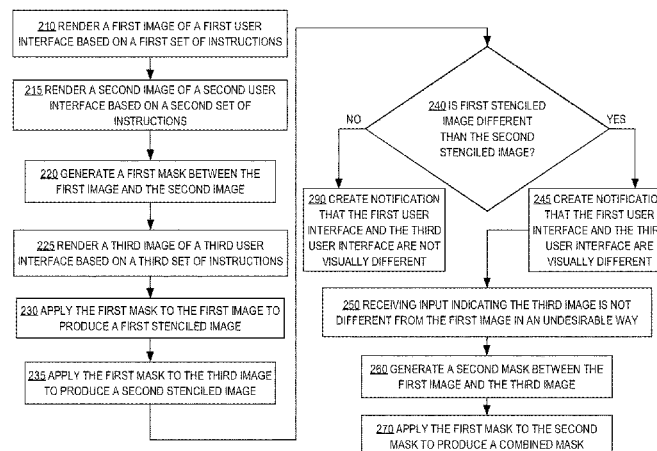 210 RENDER A FIRST IMAGE OF A FIRST USER
INTERFACE BASED ON A FIRST SET OF
INSTRUCTIONS
215 RENDER A SECOND IMAGE OF A SECOND USER
INTERFACE BASED ON A SECOND SET OF
INSTRUCTIONS
220 GENERATE A FIRST MASK BETWEEN THE
FIRST IMAGE AND THE SECOND IMAGE
225 RENDER A THIRD IMAGE OF A THIRD USER
INTERFACE BASED ON A THIRD SET OF
INSTRUCTIONS
230 APPLY THE FIRST MASK TO THE FIRST IMAGE TO
PRODUCE A FIRST STENCILED IMAGE
235 APPLY THE FIRST MASK TO THE THIRD IMAGE
TO PRODUCE A SECOND STENCILED IMAGE
240 IS FIRST STENCILED
IMAGE DIFFERENT
THAN THE SECOND
STENCILED IMAGE?
NO
YES
290 CREATE NOTIFICATION
THAT THE FIRST USER
INTERFACE AND THE THIRD
USER INTERFACE ARE NOT
VISUALLY DIFFERENT
245 CREATE NOTIFICATION
THAT THE FIRST USER
INTERFACE AND THE THIRD
USER INTERFACE ARE
VISUALLY DIFFERENT
250 RECEIVING INPUT INDICATING THE THIRD IMAGE IS NOT
DIFFERENT FROM THE FIRST IMAGE IN AN UNDESIRABLE WAY
260 GENERATE A SECOND MASK BETWEEN THE
FIRST IMAGE AND THE THIRD IMAGE
270 APPLY THE FIRST MASK TO THE SECOND
MASK TO PRODUCE A COMBINED MASK